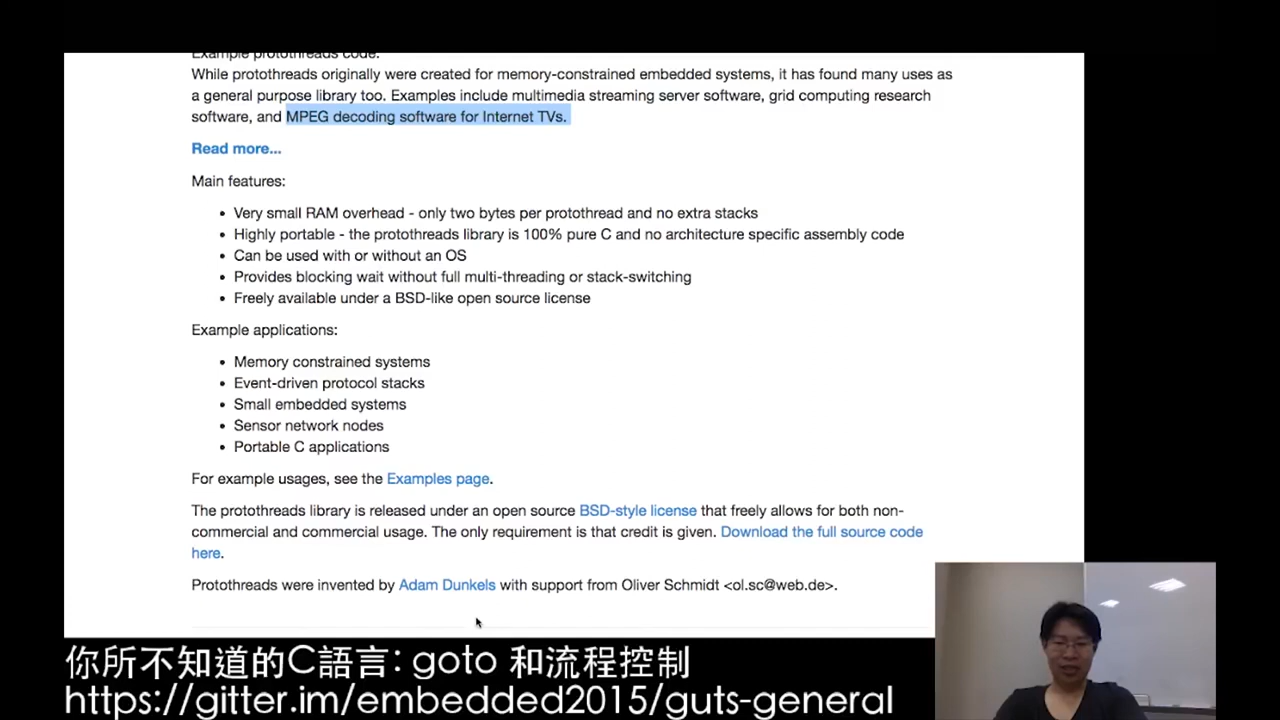 Example protothreads code.
While protothreads originally were created for memory-constrained embedded systems, it has found many uses as
a general purpose library too. Examples include multimedia streaming server software, grid computing research
software, and MPEG decoding software for Internet TVs.
Read more...
Main features:
• Very small RAM overhead - only two bytes per protothread and no extra stacks
• Highly portable - the protothreads library is 100% pure C and no architecture specific assembly code
• Can be used with or without an OS
• Provides blocking wait without full multi-threading or stack-switching
• Freely available under a BSD-like open source license
Example applications:
• Memory constrained systems
• Event-driven protocol stacks
• Small embedded systems
• Sensor network nodes
• Portable C applications
For example usages, see the Examples page.
The protothreads library is released under an open source BSD-style license that freely allows for both non-
commercial and commercial usage. The only requirement is that credit is given. Download the full source code
here.
Protothreads were invented by Adam Dunkels with support from Oliver Schmidt <ol.sc@web.de>.
你所不知道的C語言: goto 和流程控制
https://gitter.im/embedded2015/guts-general